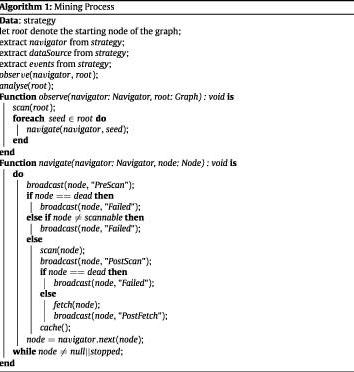 Algorithm 1: Mining Process
Data: strategy
let root denote the starting node of the graph;
extract navigator from strategy;
extract dataSource from strategy;
extract events from strategy;
observe(navigator, root);
analyse(root);
Function observe(navigator: Navigator, root: Graph) : void is
scan(root);
foreach seed ∈ root do
navigate(navigator, seed);
end
end
Function navigate(navigator: Navigator, node: Node) : void is
do
broadcast(node, "PreScan");
if node == dead then
broadcast(node, "Failed");
else if node ≠ scannable then
broadcast(node, "Failed");
else
scan(node);
broadcast(node, "PostScan");
if node == dead then
broadcast(node, "Failed");
else
fetch(node);
broadcast(node, "PostFetch");
cache();
node = navigator.next(node);
while node ≠ null||stopped;
end